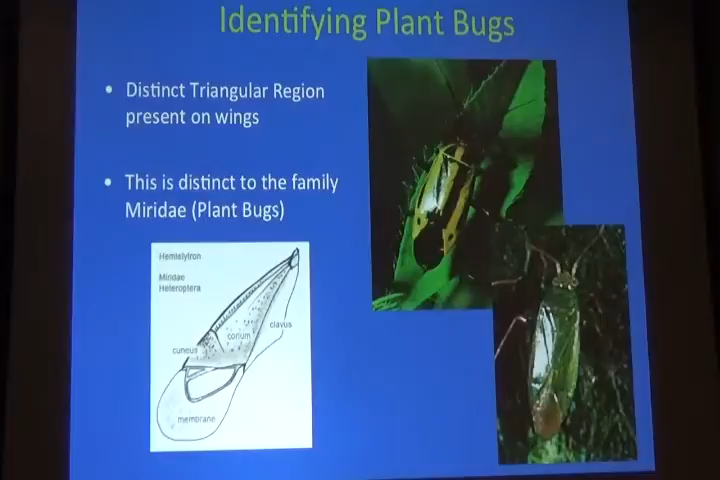 Identifying Plant Bugs
• Distinct Triangular Region
present on wings
• This is distinct to the family
Miridae (Plant Bugs)
Hemielytron
Miridae
Heteroptera
clavus
corium
cuneus
membrane